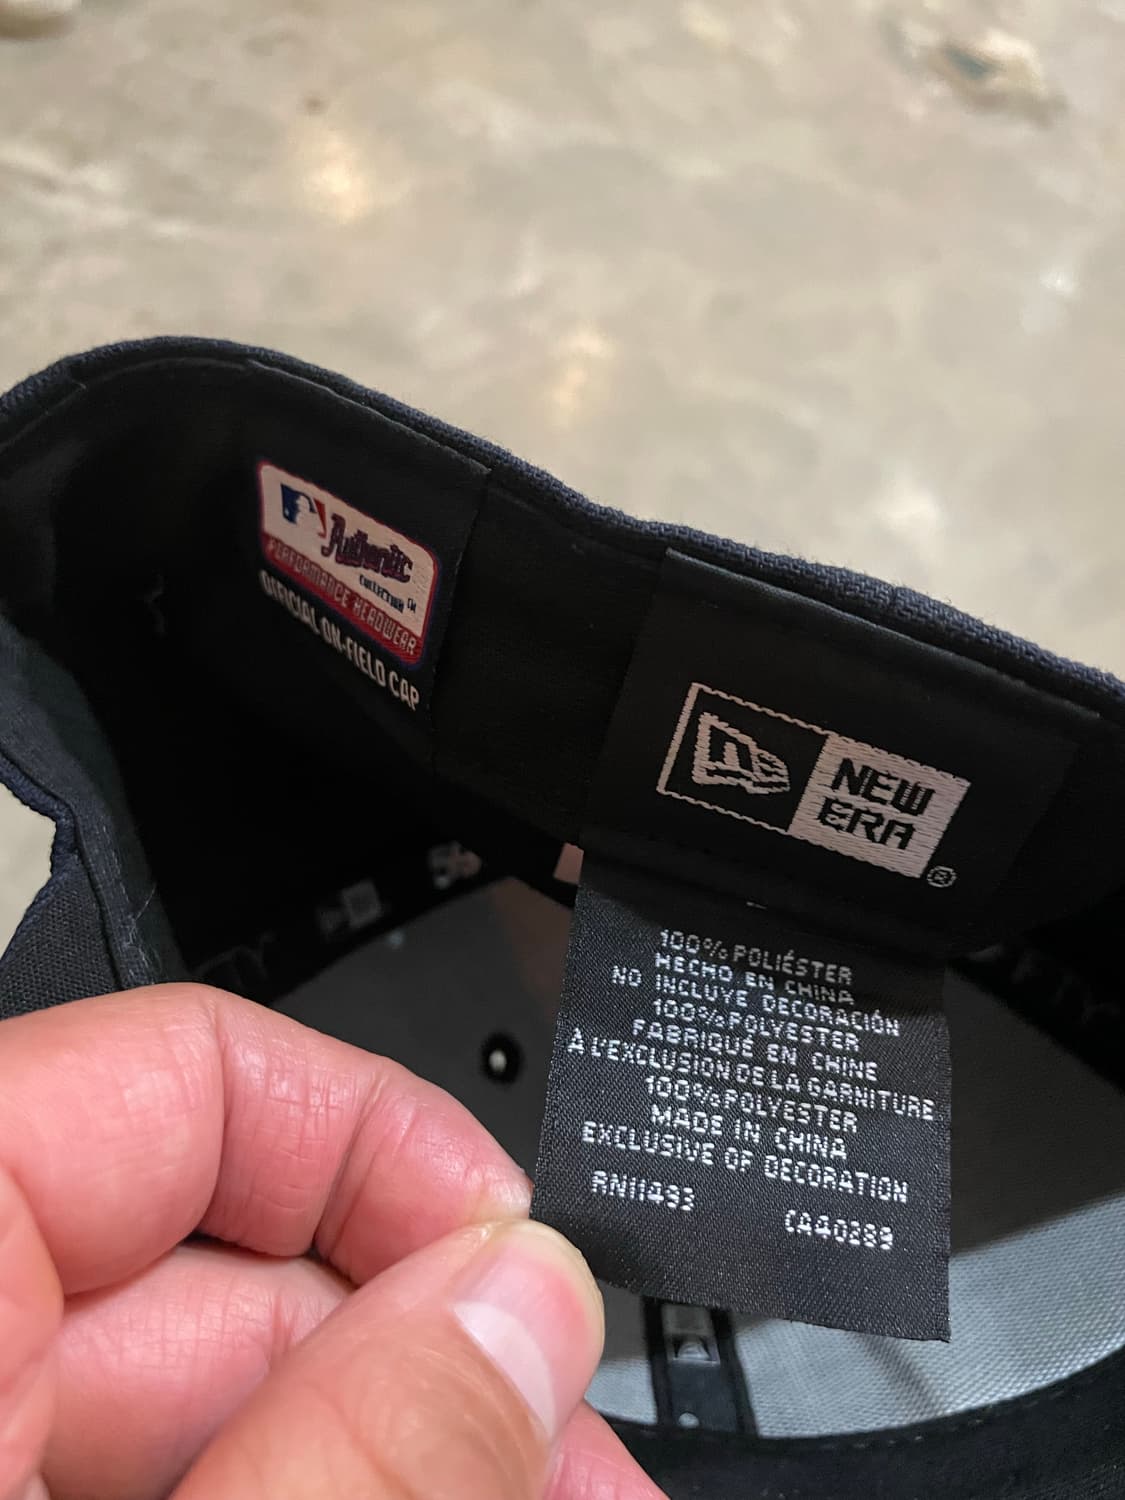 Authentic
COLLECTION™
PERFORMANCE HEADWEAR
OFFICIAL ON-FIELD CAP
NEW
ERA
®
100% POLIÉSTER
HECHO EN CHINA
NO INCLUYE DECORACIÓN
100% POLYESTER
FABRIQUÉ EN CHINE
À L'EXCLUSION DE LA GARNITURE
100% POLYESTER
MADE IN CHINA
EXCLUSIVE OF DECORATION
RN11493
CA40289